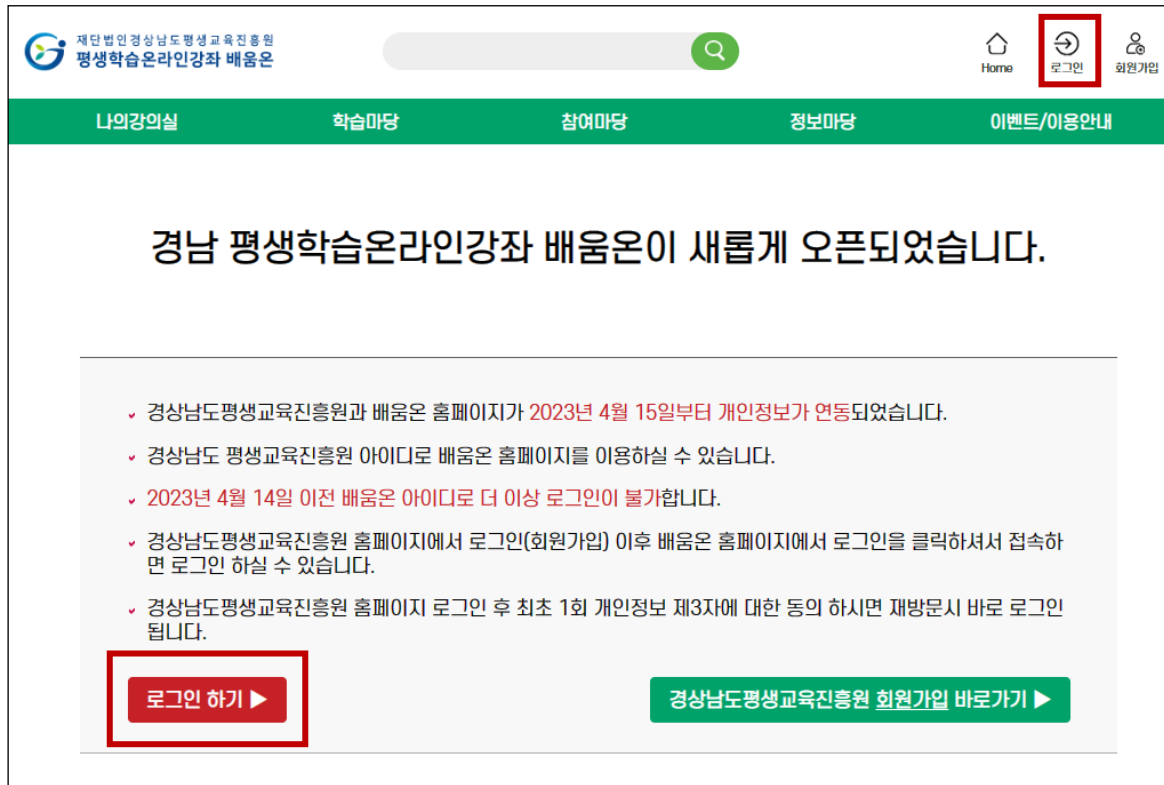 재단법인경상남도평생교육진흥원
평생학습온라인강좌 배움온
Home
로그인
회원가입
나의강의실
학습마당
참여마당
정보마당
이벤트/이용안내
경남 평생학습온라인강좌 배움온이 새롭게 오픈되었습니다.
경상남도평생교육진흥원과 배움온 홈페이지가 2023년 4월 15일부터 개인정보가 연동되었습니다.
경상남도 평생교육진흥원 아이디로 배움온 홈페이지를 이용하실 수 있습니다.
2023년 4월 14일 이전 배움온 아이디로 더 이상 로그인이 불가합니다.
경상남도평생교육진흥원 홈페이지에서 로그인(회원가입) 이후 배움온 홈페이지에서 로그인을 클릭하셔서 접속하
면 로그인 하실 수 있습니다.
경상남도평생교육진흥원 홈페이지 로그인 후 최초 1회 개인정보 제3자에 대한 동의 하시면 재방문시 바로 로그인
됩니다.
로그인 하기 ▶
경상남도평생교육진흥원 회원가입 바로가기 ▶